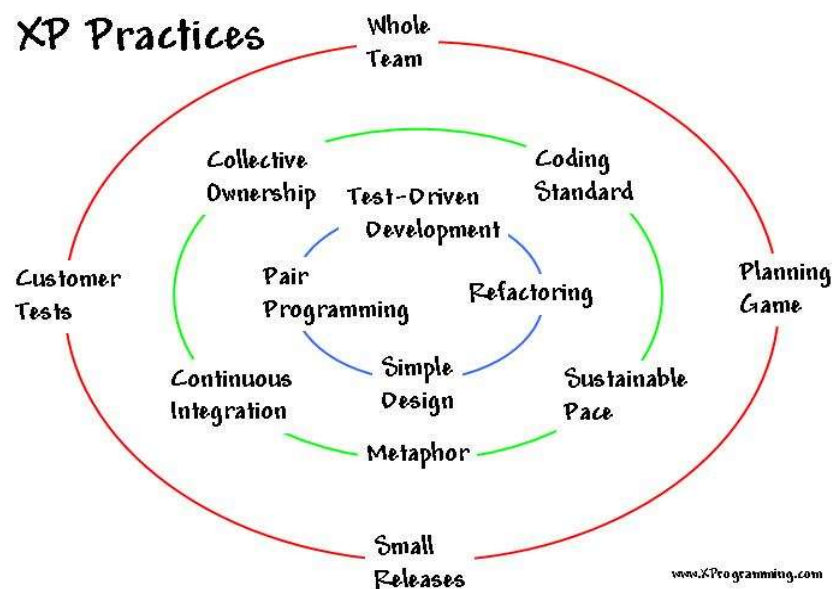 XP Practices
Whole
Team
Collective
Ownership
Coding
Standard
Test-Driven
Development
Customer
Tests
Pair
Programming
Refactoring
Planning
Game
Continuous
Integration
Simple
Design
Sustainable
Pace
Metaphor
Small
Releases
www.XProgramming.com